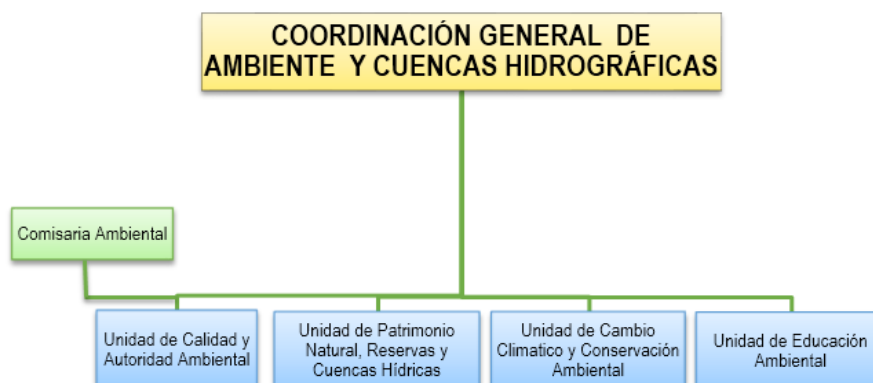 COORDINACIÓN GENERAL DE
AMBIENTE Y CUENCAS HIDROGRÁFICAS
Comisaria Ambiental
Unidad de Calidad y
Autoridad Ambiental
Unidad de Patrimonio
Natural, Reservas y
Cuencas Hídricas
Unidad de Cambio
Climatico y Conservación
Ambiental
Unidad de Educación
Ambiental